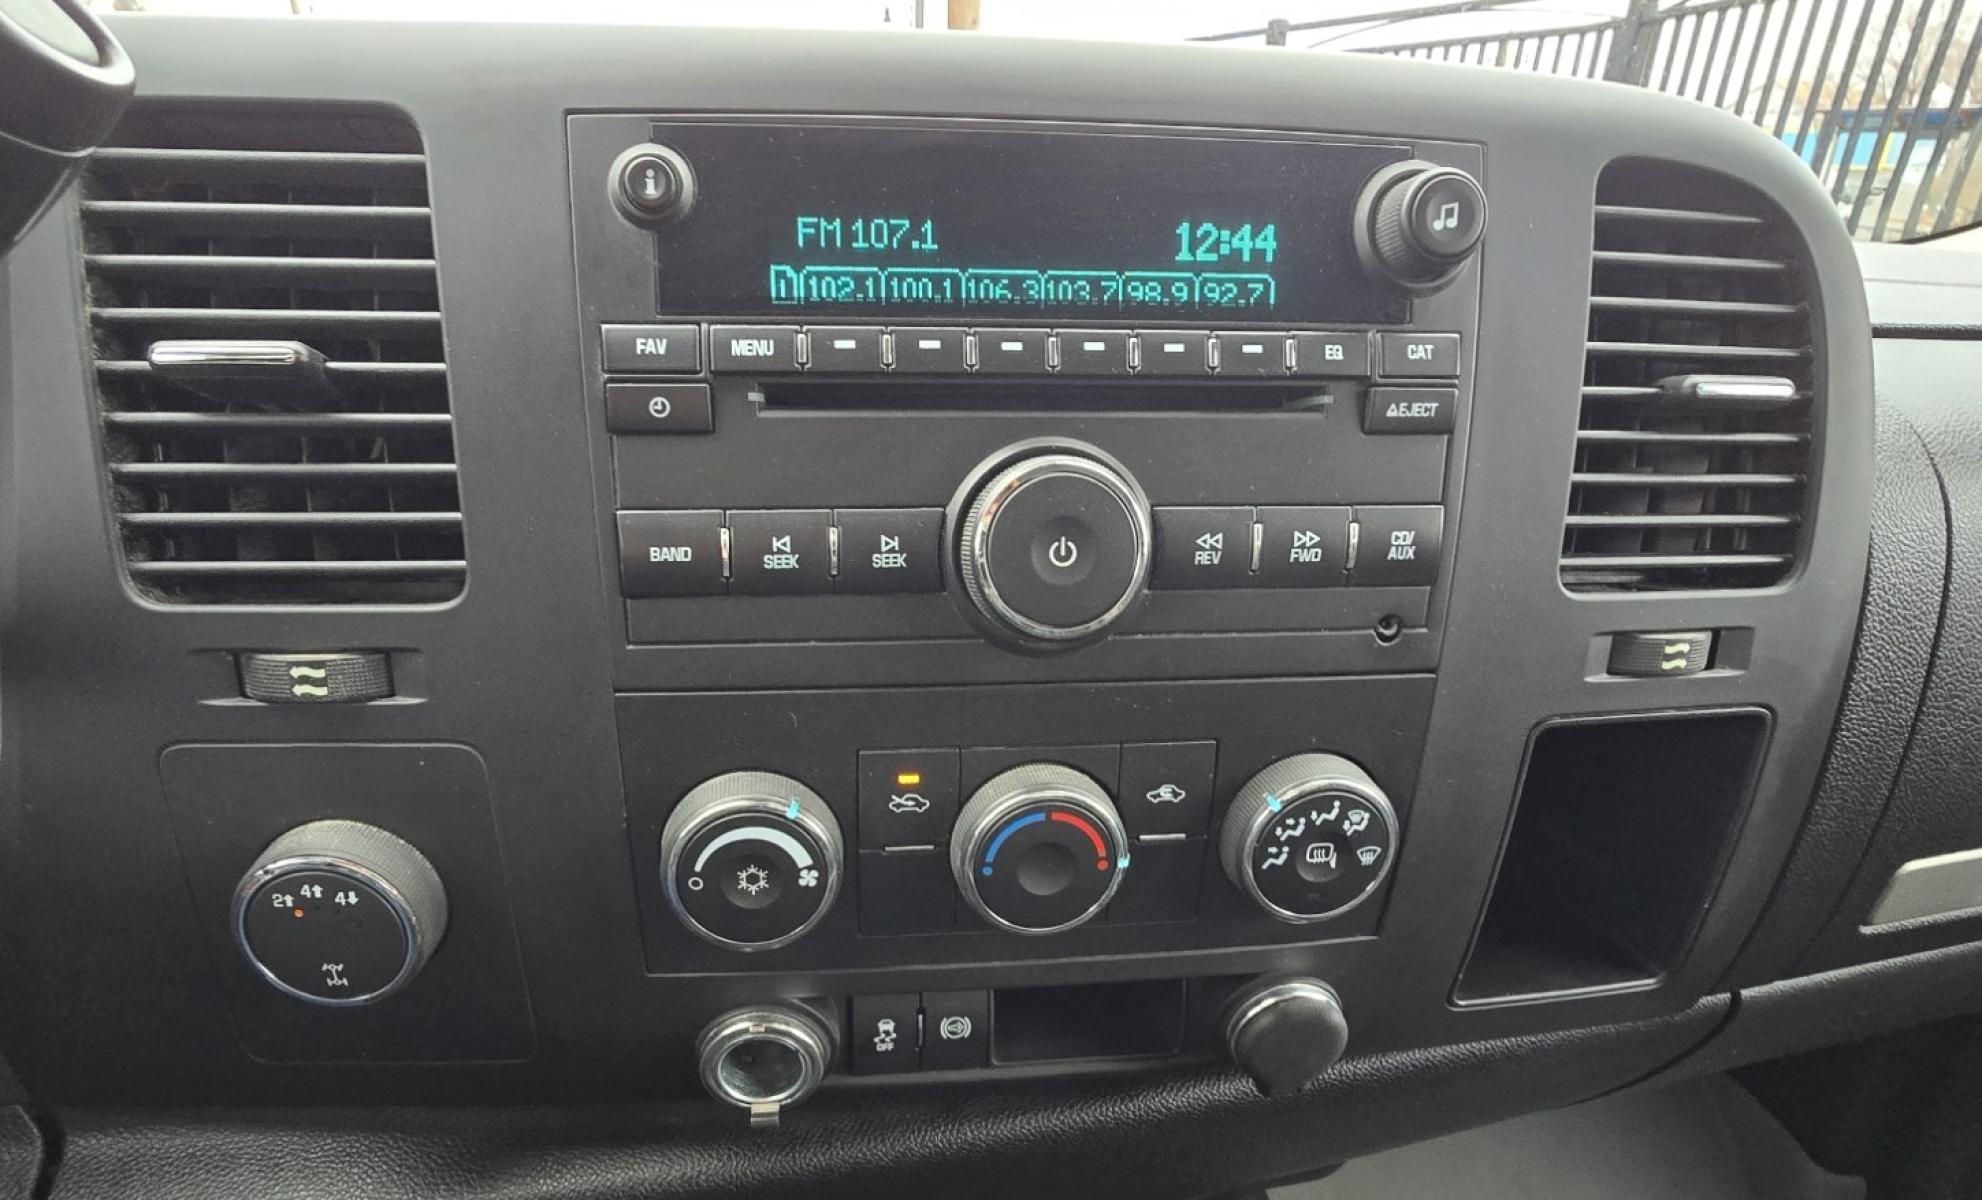 i
FM 107.1 12:44
1 102.1 100.1 106.3 103.7 98.9 92.7
FAV MENU EQ CAT
EJECT
BAND SEEK SEEK REV FWD CD/
AUX
2 4 4
OFF